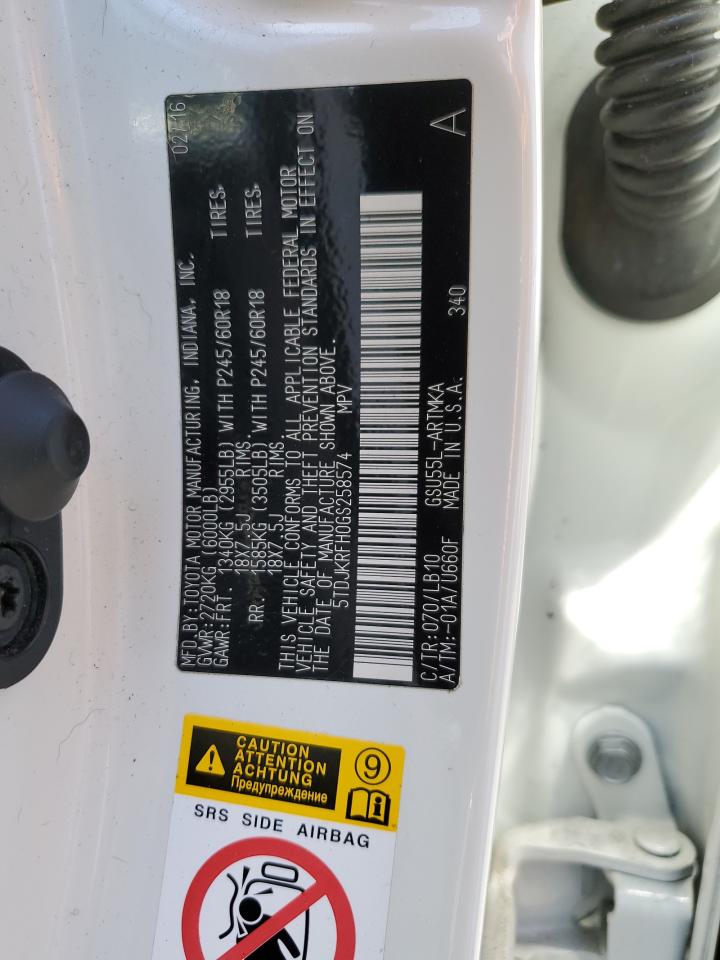 MFD.BY:TOYOTA MOTOR MANUFACTURING, INDIANA, INC. 02/16
GVWR:2720KG (6000LB)
GAWR:FRT. 1340KG (2955LB) WITH P245/60R18 TIRES.
18X7.5J RIMS.
RR. 1585KG (3505LB) WITH P245/60R18 TIRES.
18X7.5J RIMS.
THIS VEHICLE CONFORMS TO ALL APPLICABLE FEDERAL MOTOR
VEHICLE SAFETY AND THEFT PREVENTION STANDARDS IN EFFECT ON
THE DATE OF MANUFACTURE SHOWN ABOVE.
5TDJKRFH0GS258574 MPV
C/TR:070/LB10 GSU55L-ARTMKA 340 A
A/TM:-01A/U660F MADE IN U.S.A.
CAUTION
ATTENTION
ACHTUNG
Предупреждение
9
SRS SIDE AIRBAG